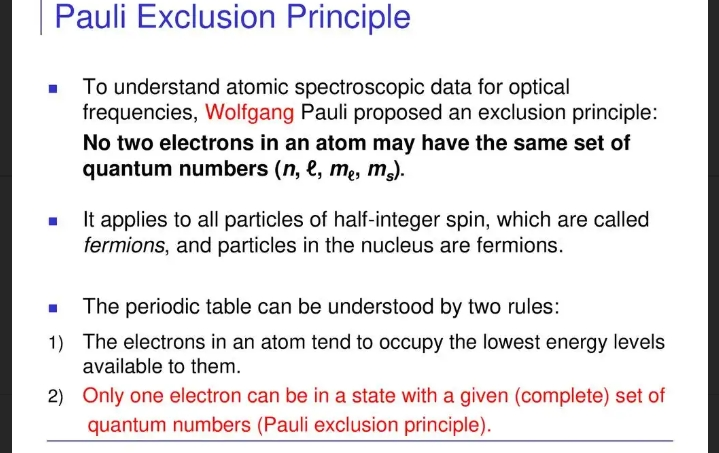 Pauli Exclusion Principle
▪ To understand atomic spectroscopic data for optical
frequencies, Wolfgang Pauli proposed an exclusion principle:
No two electrons in an atom may have the same set of
quantum numbers (n, ℓ, mℓ, ms).
▪ It applies to all particles of half-integer spin, which are called
fermions, and particles in the nucleus are fermions.
▪ The periodic table can be understood by two rules:
1) The electrons in an atom tend to occupy the lowest energy levels
available to them.
2) Only one electron can be in a state with a given (complete) set of
quantum numbers (Pauli exclusion principle).